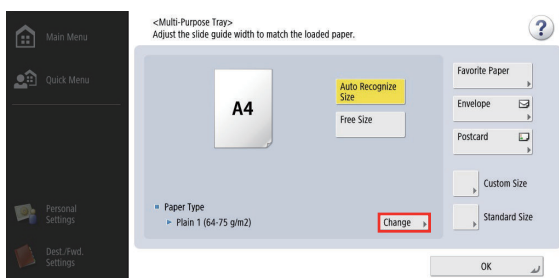 Main Menu
Quick Menu
Personal
Settings
Dest./Fwd.
Settings
<Multi-Purpose Tray>
Adjust the slide guide width to match the loaded paper.
?
A4
Auto Recognize
Size
Free Size
Paper Type
Plain 1 (64-75 g/m2)
Change
Favorite Paper
Envelope
Postcard
Custom Size
Standard Size
OK